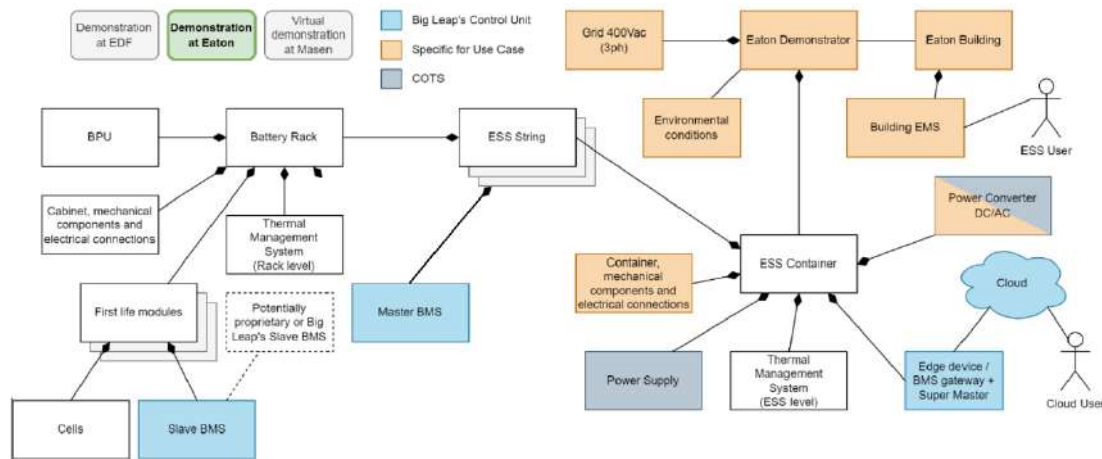 Demonstration
at EDF
Demonstration
at Eaton
Virtual
demonstration
at Masen
Big Leap's Control Unit
Specific for Use Case
COTS
Grid 400Vac
(3ph)
Eaton Demonstrator
Eaton Building
Environmental
conditions
Building EMS
ESS User
BPU
Battery Rack
ESS String
Cabinet, mechanical
components and
electrical connections
Thermal
Management
System
(Rack level)
Power Converter
DC/AC
Container,
mechanical
components and
electrical connections
ESS Container
Cloud
First life modules
Potentially
proprietary or Big
Leap's Slave BMS
Master BMS
Power Supply
Thermal
Management
System
(ESS level)
Edge device /
BMS gateway +
Super Master
Cloud User
Cells
Slave BMS